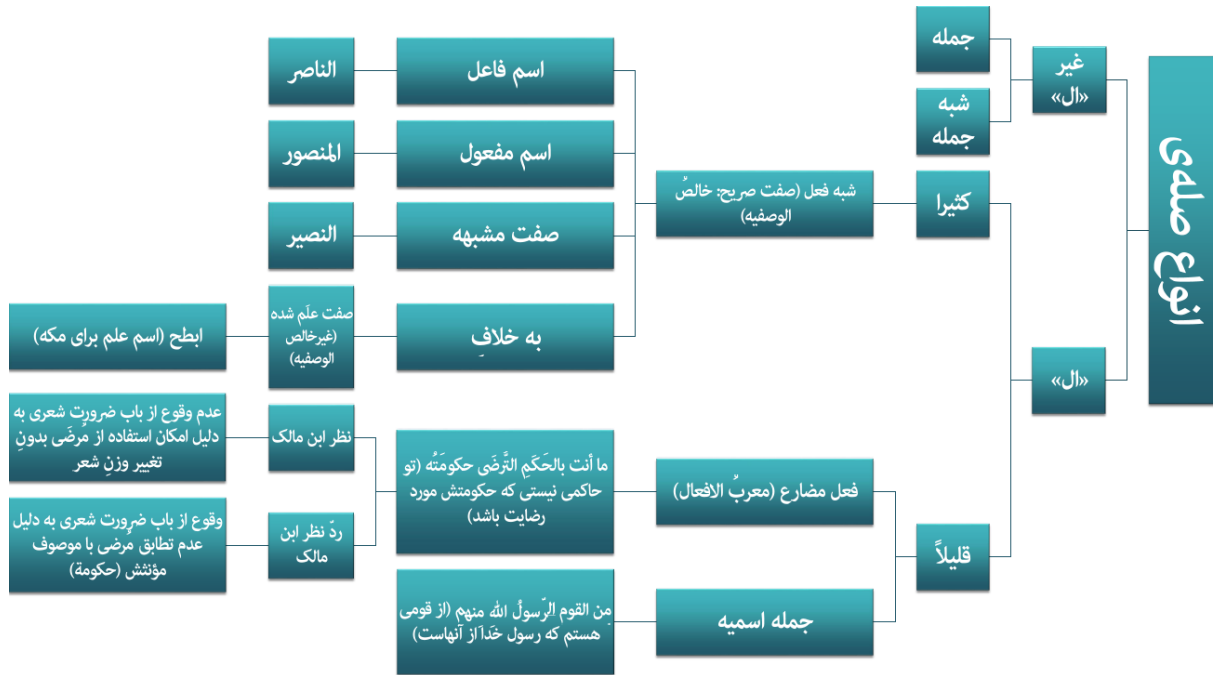 انواع صله‌ی
غیر
«ال»
جمله
شبه
جمله
«ال»
کثیرا
شبه فعل (صفت صریح: خالصُ
الوصفیه)
اسم فاعل
الناصر
اسم مفعول
المنصور
صفت مشبهه
النصیر
به خلافِ
صفت علَم شده
(غیرخالص
الوصفیه)
ابطح (اسم علم برای مکه)
قلیلاً
فعل مضارع (معربُ الافعال)
ما أنت بالحَکَمِ التَّرضَی حکومَتُه (تو
حاکمی نیستی که حکومتش مورد
رضایت باشد)
نظر ابن مالک
عدم وقوع از باب ضرورت شعری به
دلیل امکان استفاده از مُرضَی بدونِ
تغییر وزنِ شعر
ردّ نظر ابن
مالک
وقوع از باب ضرورت شعری به دلیل
عدم تطابق مُرضی با موصوف
مؤنثش (حکومة)
جمله اسمیه
مِن القوم الرّسولُ الله منهم (از قومی
هستم که رسول خدا از آنهاست)